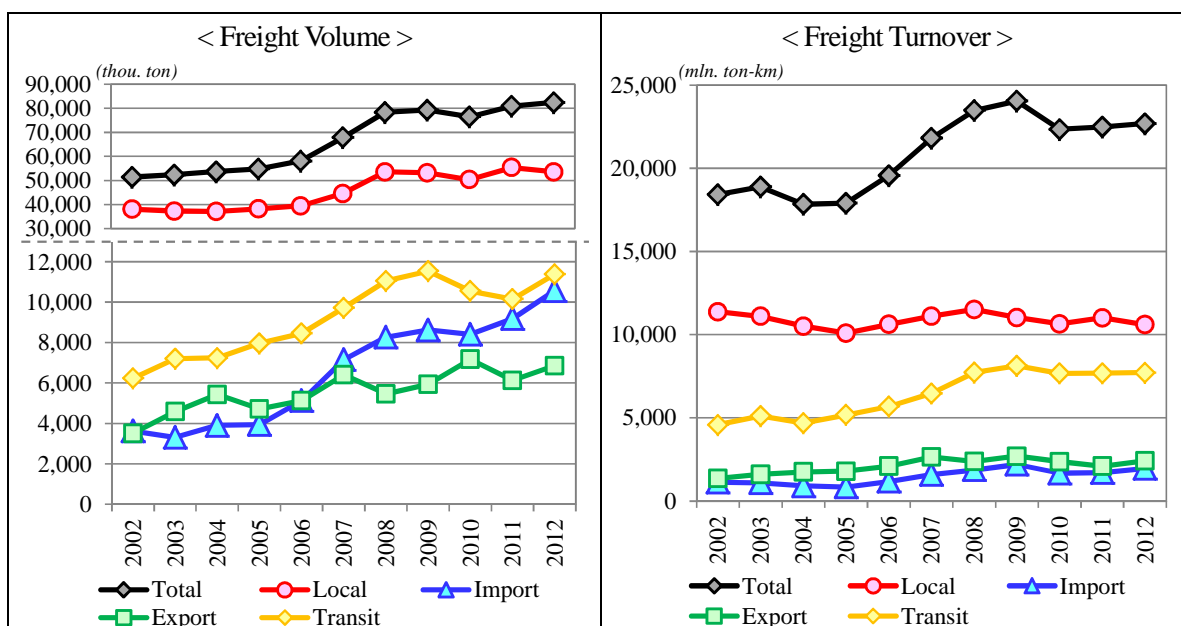 < Freight Volume >
(thou. ton)
90,000
80,000
70,000
60,000
50,000
40,000
30,000
12,000
10,000
8,000
6,000
4,000
2,000
0
2002 2003 2004 2005 2006 2007 2008 2009 2010 2011 2012
Total Local Import
Export Transit
< Freight Turnover >
(mln. ton-km)
25,000
20,000
15,000
10,000
5,000
0
2002 2003 2004 2005 2006 2007 2008 2009 2010 2011 2012
Total Local Import
Export Transit